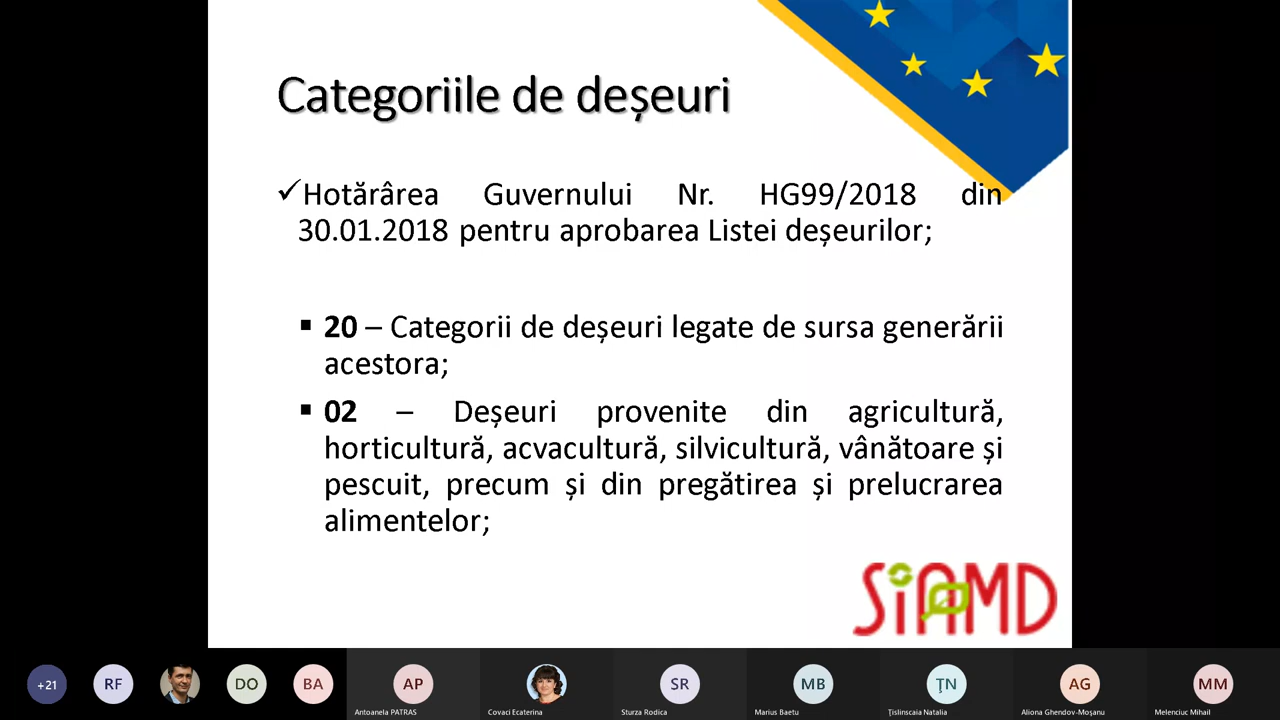 Categoriile de deșeuri
✓Hotărârea Guvernului Nr. HG99/2018 din
30.01.2018 pentru aprobarea Listei deșeurilor;
▪ 20 – Categorii de deșeuri legate de sursa generării
acestora;
▪ 02 – Deșeuri provenite din agricultură,
horticultură, acvacultură, silvicultură, vânătoare și
pescuit, precum și din pregătirea și prelucrarea
alimentelor;
SiAMD
+21 RF DO BA AP SR MB ŢN AG MM
Antoanela PATRAS Covaci Ecaterina Sturza Rodica Marius Baetu Ţislinscaia Natalia Aliona Ghendov-Moşanu Melenciuc Mihail